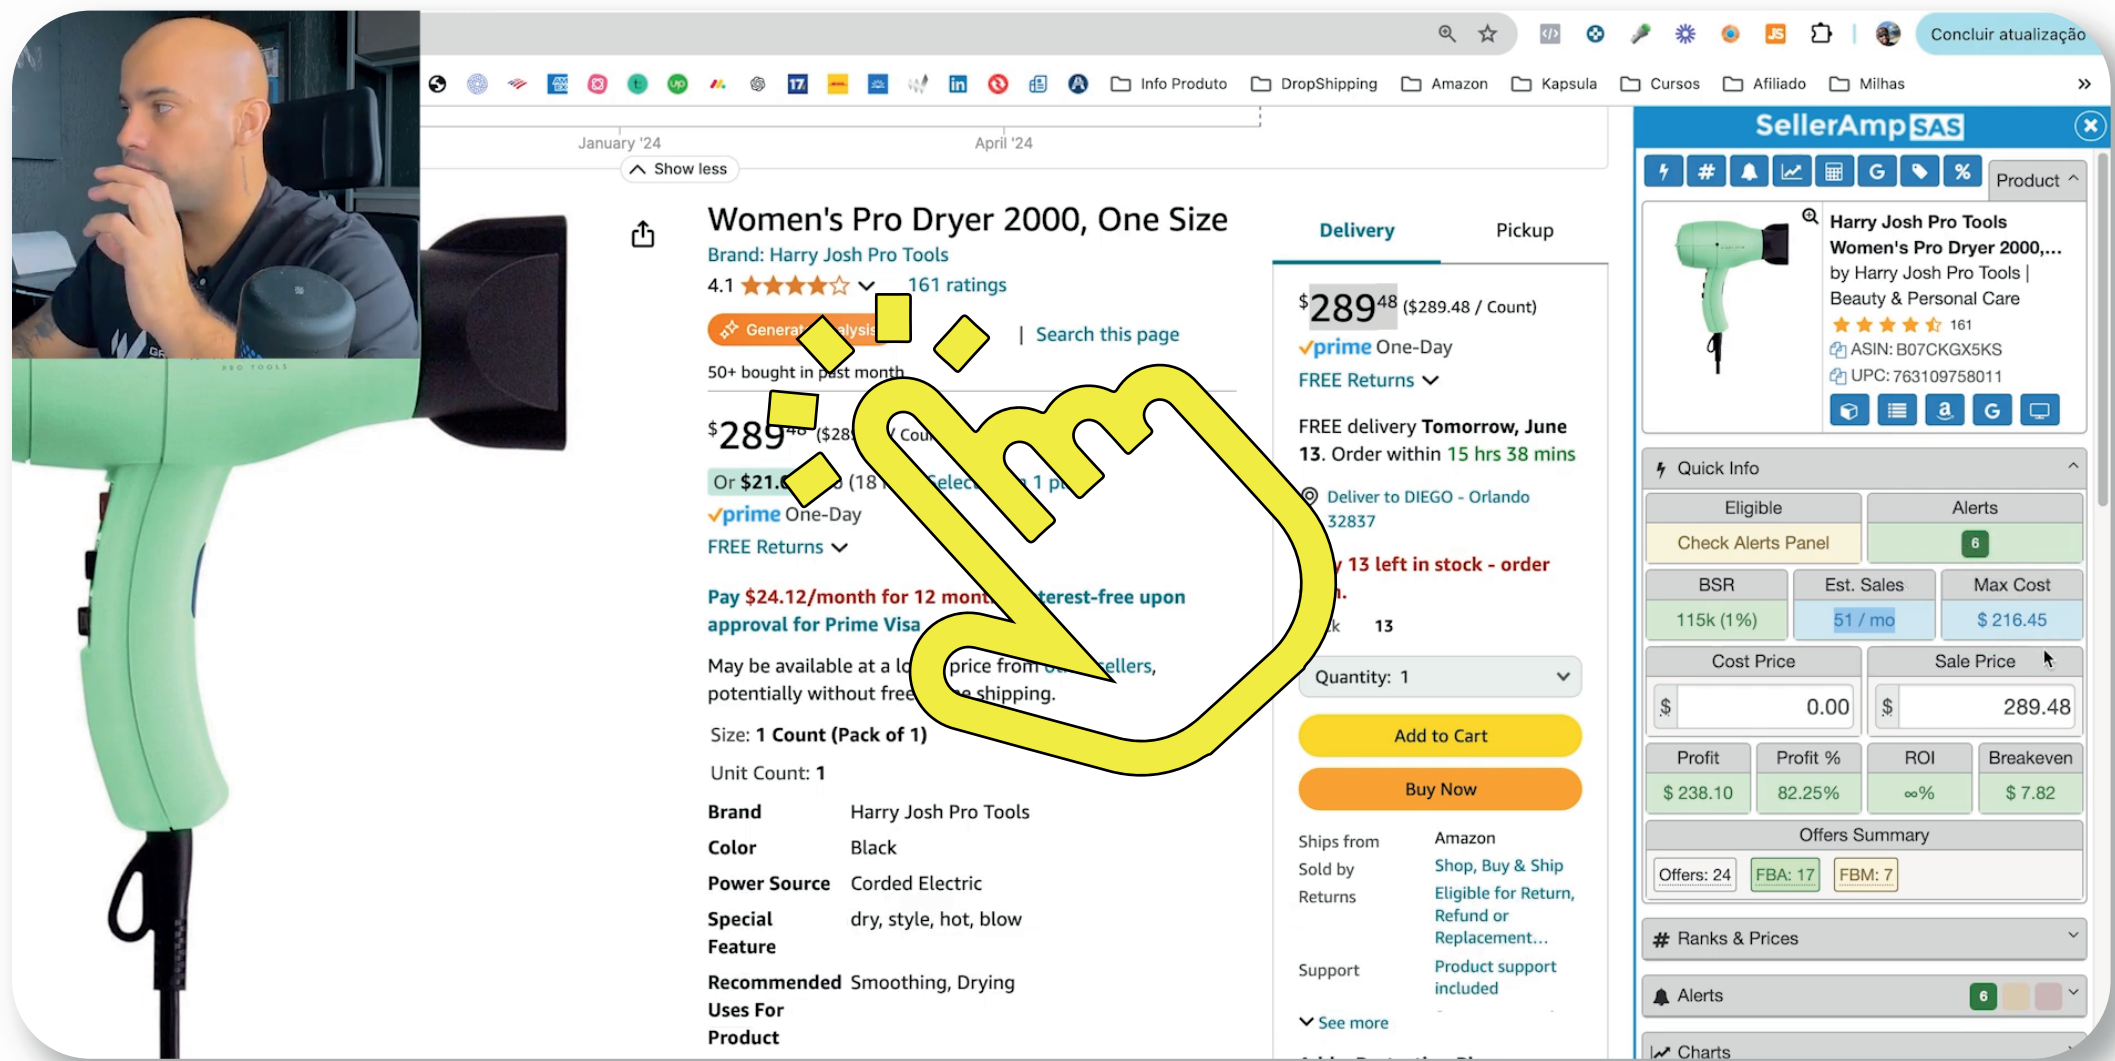 Concluir atualização
Info Produto
DropShipping
Amazon
Kapsula
Cursos
Afiliado
Milhas
January '24
April '24
Show less
PRO TOOLS
Women's Pro Dryer 2000, One Size
Brand: Harry Josh Pro Tools
4.1
161 ratings
Search this page
50+ bought in past month
$289
Or
(18
prime One-Day
FREE Returns
Pay $24.12/month for 12
upon
approval for Prime Visa
May be available at a
price from
potentially without
shipping.
Size: 1 Count (Pack of 1)
Unit Count: 1
Brand Harry Josh Pro Tools
Color Black
Power Source Corded Electric
Special dry, style, hot, blow
Feature
Recommended Smoothing, Drying
Uses For
Product
Delivery Pickup
$289 48 ($289.48 / Count)
prime One-Day
FREE Returns
FREE delivery Tomorrow, June
13. Order within 15 hrs 38 mins
Deliver to DIEGO - Orlando
32837
13 left in stock - order
13
Quantity: 1
Add to Cart
Buy Now
Ships from Amazon
Sold by Shop, Buy & Ship
Returns Eligible for Return,
Refund or
Replacement...
Support Product support
included
See more
SellerAmp SAS
Product
Harry Josh Pro Tools
Women's Pro Dryer 2000,...
by Harry Josh Pro Tools |
Beauty & Personal Care
161
ASIN: B07CKGX5KS
UPC: 763109758011
Quick Info
Eligible Alerts
Check Alerts Panel 6
BSR Est. Sales Max Cost
115k (1%) 51 / mo $ 216.45
Cost Price Sale Price
$ 0.00 $ 289.48
Profit Profit % ROI Breakeven
$ 238.10 82.25% ∞% $ 7.82
Offers Summary
Offers: 24 FBA: 17 FBM: 7
# Ranks & Prices
Alerts 6
Charts